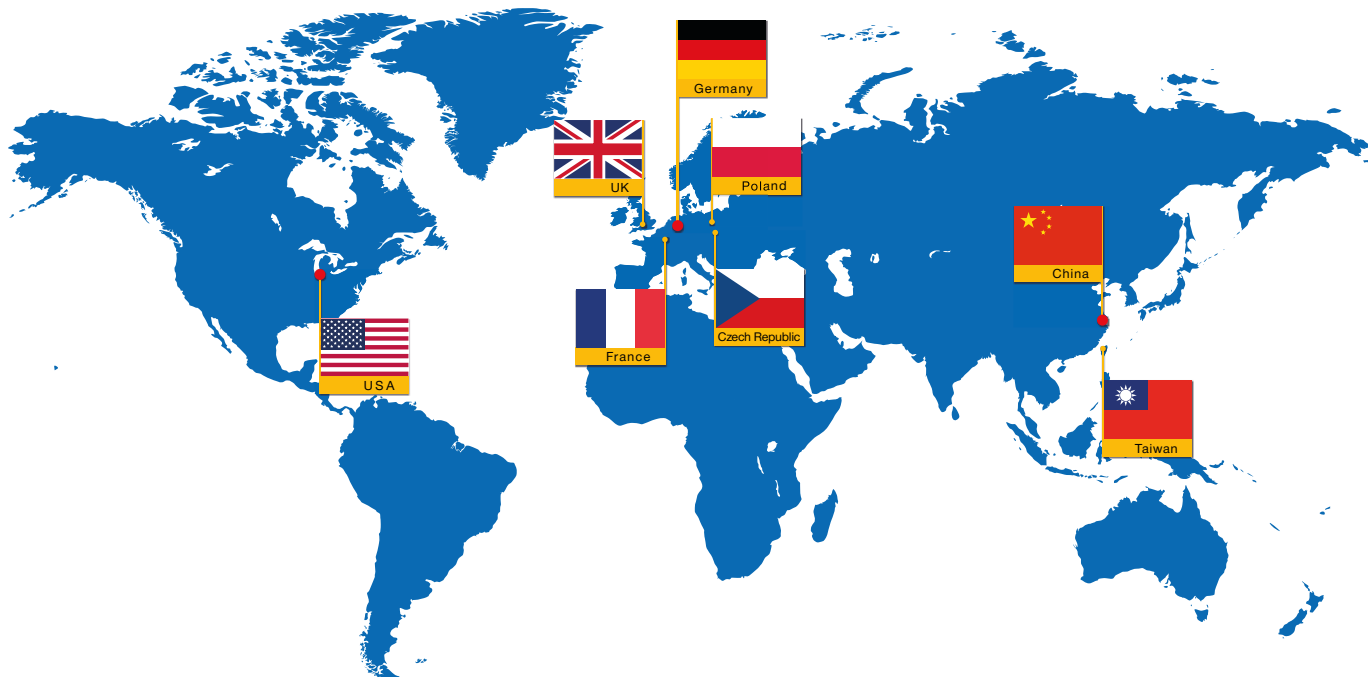 Germany
UK
Poland
China
Czech Republic
France
USA
Taiwan